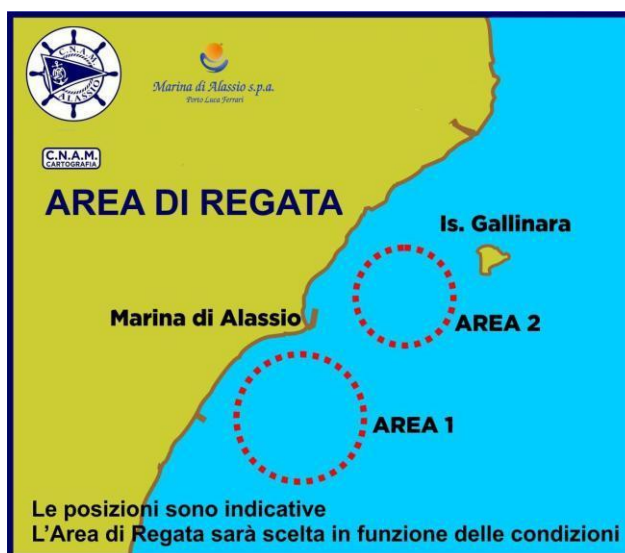 C.N.A.M.
ALASSIO
Marina di Alassio s.p.a.
Porto Luca Ferrari
C.N.A.M.
CARTOGRAFIA
AREA DI REGATA
Is. Gallinara
Marina di Alassio
AREA 2
AREA 1
Le posizioni sono indicative
L'Area di Regata sarà scelta in funzione delle condizioni